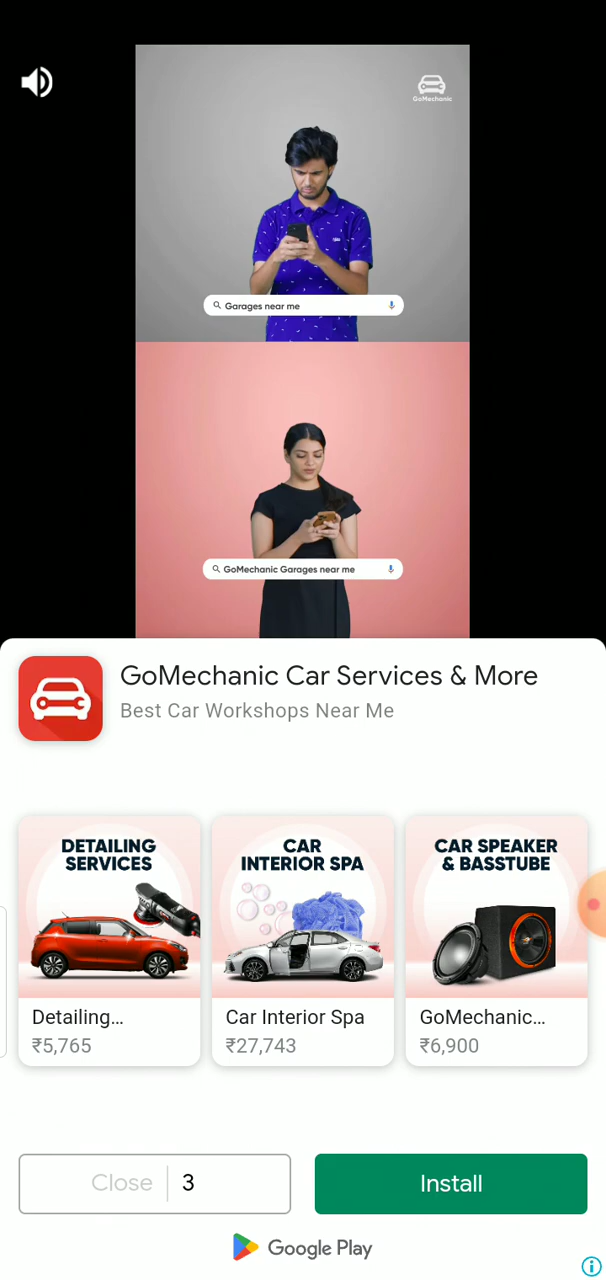 GoMechanic
Garages near me
GoMechanic Garages near me
GoMechanic Car Services & More
Best Car Workshops Near Me
DETAILING
SERVICES
CAR
INTERIOR SPA
CAR SPEAKER
& BASSTUBE
Detailing...
₹5,765
Car Interior Spa
₹27,743
GoMechanic...
₹6,900
Close
3
Install
Google Play